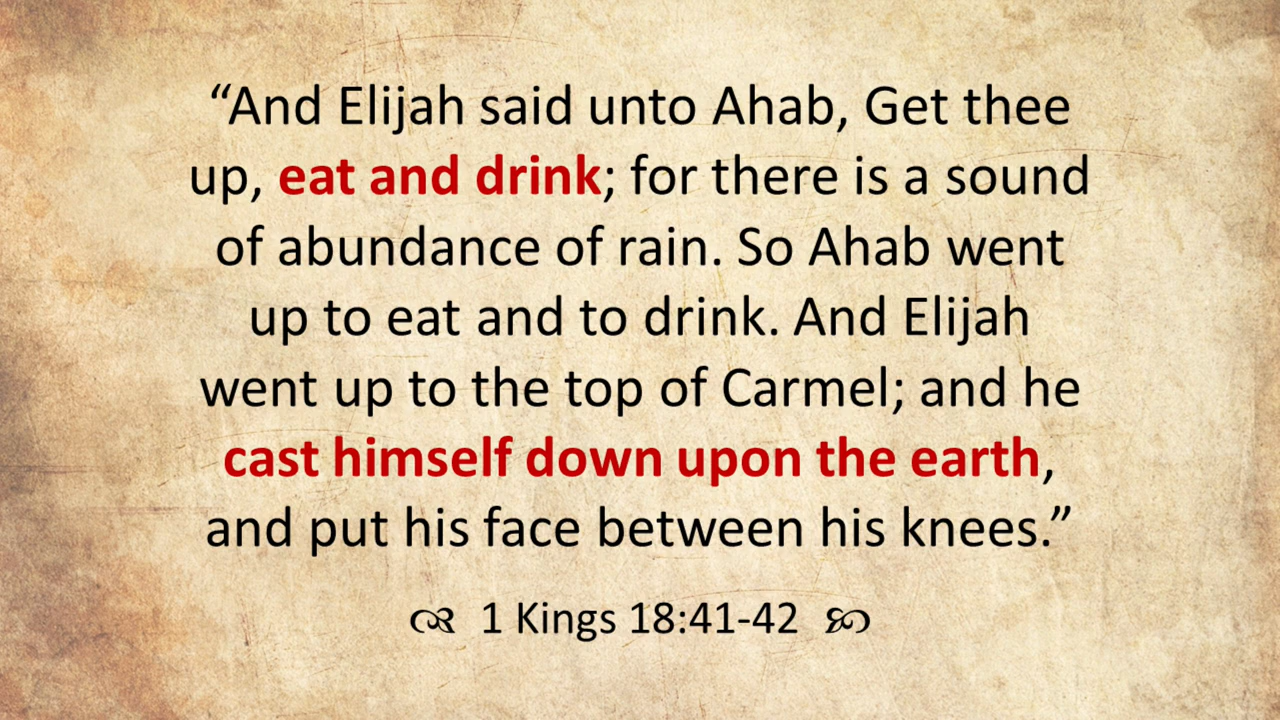 “And Elijah said unto Ahab, Get thee
up, eat and drink; for there is a sound
of abundance of rain. So Ahab went
up to eat and to drink. And Elijah
went up to the top of Carmel; and he
cast himself down upon the earth,
and put his face between his knees.”
1 Kings 18:41-42